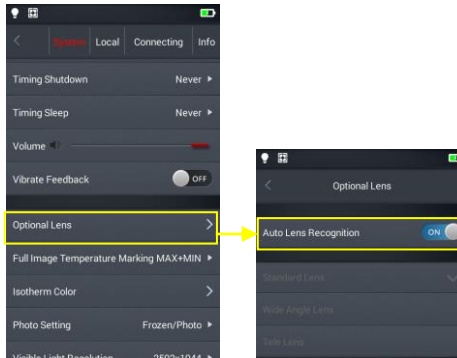 System Local Connecting Info
Timing Shutdown Never
Timing Sleep Never
Volume
Vibrate Feedback OFF
Optional Lens
Full Image Temperature Marking MAX+MIN
Isotherm Color
Photo Setting Frozen/Photo
Visible Light Resolution 2592x1944
Optional Lens
Auto Lens Recognition ON
Standard Lens
Wide Angle Lens
Tele Lens